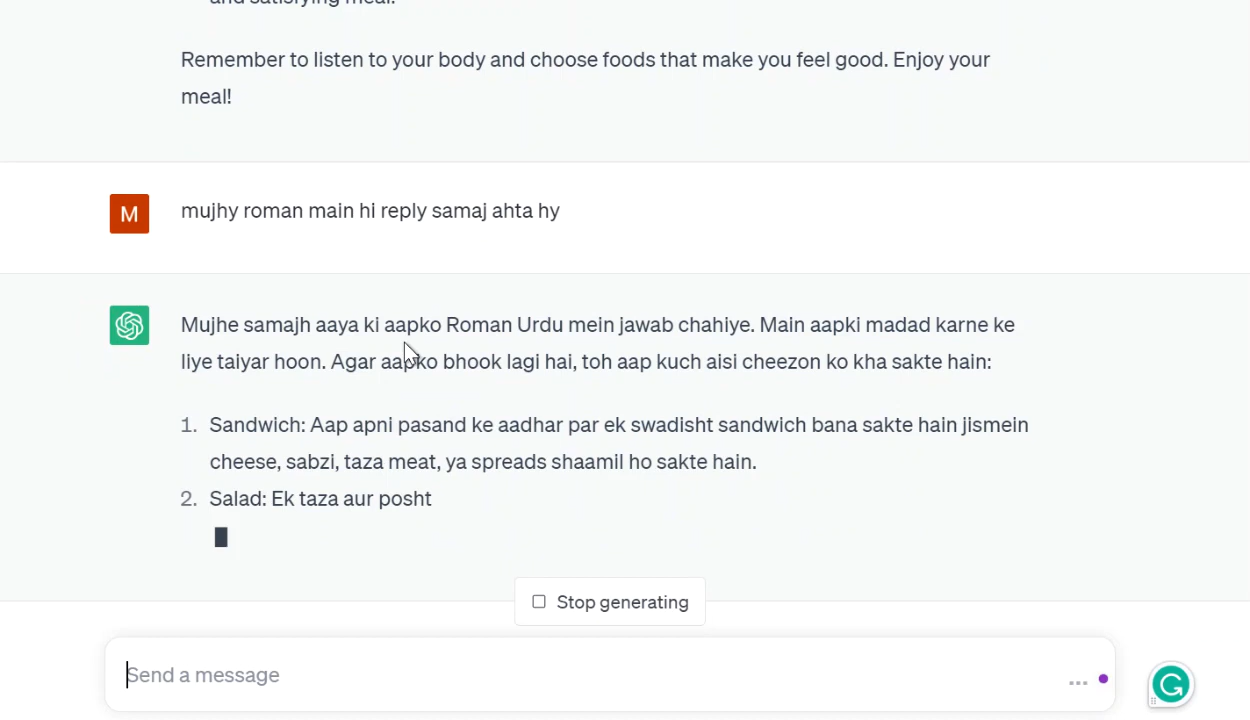 and satisfying meal.
Remember to listen to your body and choose foods that make you feel good. Enjoy your
meal!
M
mujhy roman main hi reply samaj ahta hy
Mujhe samajh aaya ki aapko Roman Urdu mein jawab chahiye. Main aapki madad karne ke
liye taiyar hoon. Agar aapko bhook lagi hai, toh aap kuch aisi cheezon ko kha sakte hain:
1. Sandwich: Aap apni pasand ke aadhar par ek swadisht sandwich bana sakte hain jismein
cheese, sabzi, taza meat, ya spreads shaamil ho sakte hain.
2. Salad: Ek taza aur posht
Stop generating
Send a message